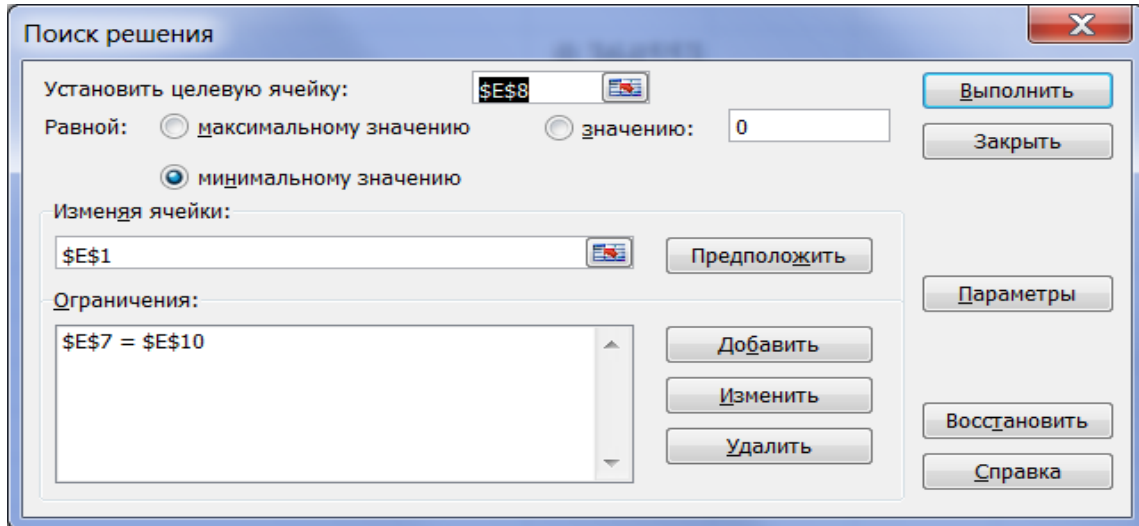 Поиск решения
Установить целевую ячейку: $E$8
Выполнить
Равной: максимальному значению значению: 0
Закрыть
минимальному значению
Изменяя ячейки:
$E$1
Предположить
Параметры
Ограничения:
$E$7 = $E$10
Добавить
Изменить
Удалить
Восстановить
Справка